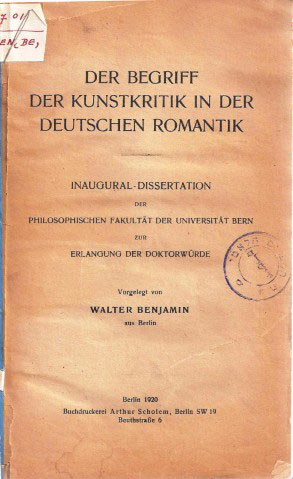 7 01
EN, BE,
DER BEGRIFF
DER KUNSTKRITIK IN DER
DEUTSCHEN ROMANTIK
INAUGURAL-DISSERTATION
DER
PHILOSOPHISCHEN FAKULTÄT DER UNIVERSITÄT BERN
ZUR
ERLANGUNG DER DOKTORWÜRDE
Vorgelegt von
WALTER BENJAMIN
aus Berlin
Berlin 1920
Buchdruckerei Arthur Scholem, Berlin SW 19
Beuthstraße 6